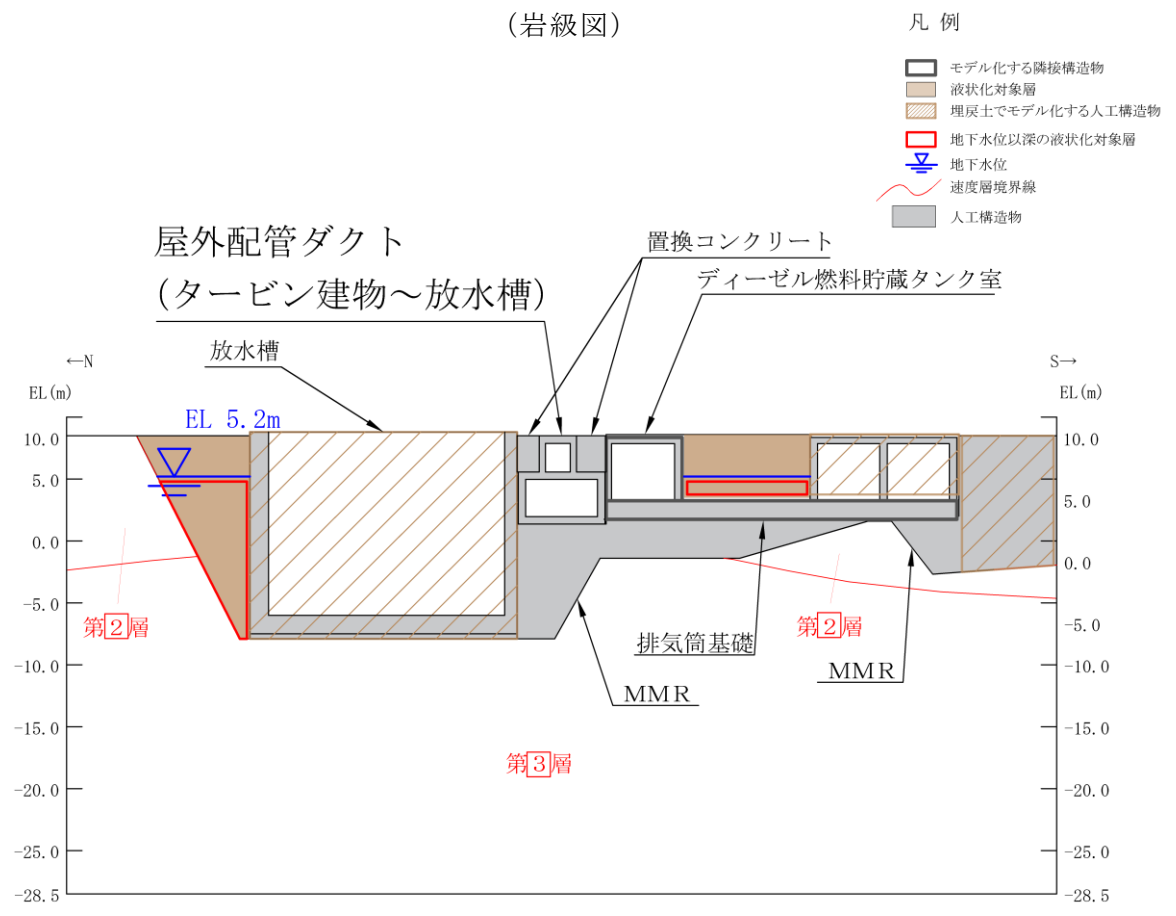 (岩級図)
凡 例
モデル化する隣接構造物
液状化対象層
埋戻土でモデル化する人工構造物
地下水位以深の液状化対象層
地下水位
速度層境界線
人工構造物
屋外配管ダクト
(タービン建物～放水槽)
置換コンクリート
ディーゼル燃料貯蔵タンク室
放水槽
←N
S→
EL(m)
EL(m)
EL 5.2m
10.0
5.0
0.0
-5.0
-10.0
-15.0
-20.0
-25.0
-28.5
10.0
5.0
0.0
-5.0
-10.0
-15.0
-20.0
-25.0
-28.5
第2層
第2層
排気筒基礎
MMR
MMR
第3層